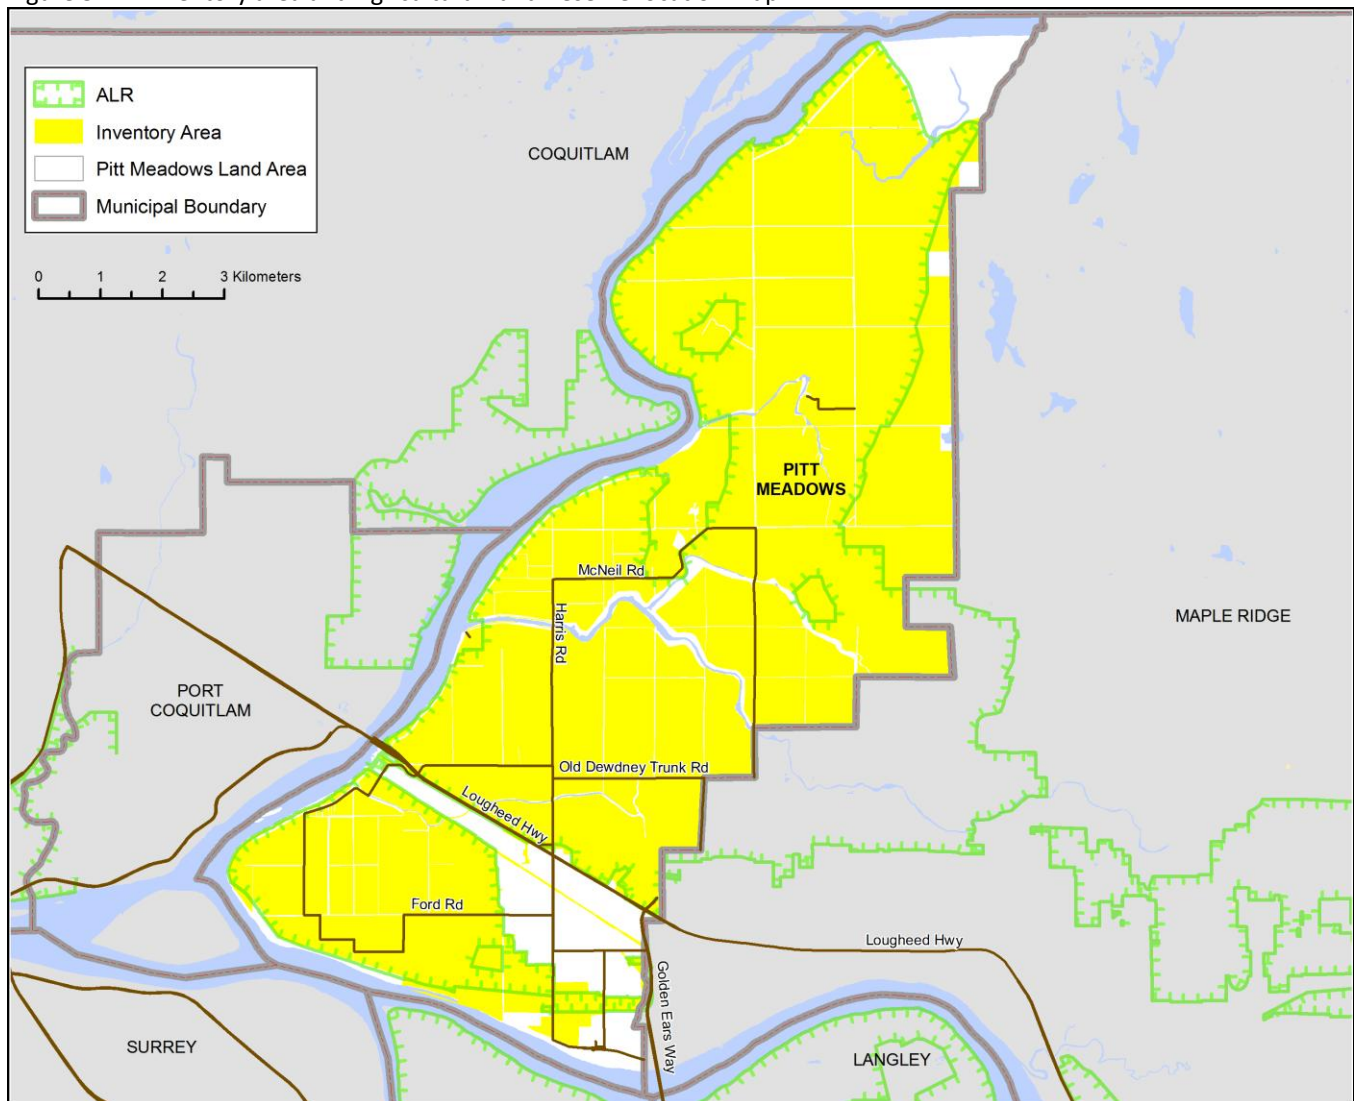 ALR
Inventory Area
Pitt Meadows Land Area
Municipal Boundary
0 1 2 3 Kilometers
COQUITLAM
PITT
MEADOWS
McNeil Rd
Harris Rd
MAPLE RIDGE
PORT
COQUITLAM
Old Dewdney Trunk Rd
Lougheed Hwy
Ford Rd
Lougheed Hwy
Golden Ears Way
SURREY
LANGLEY